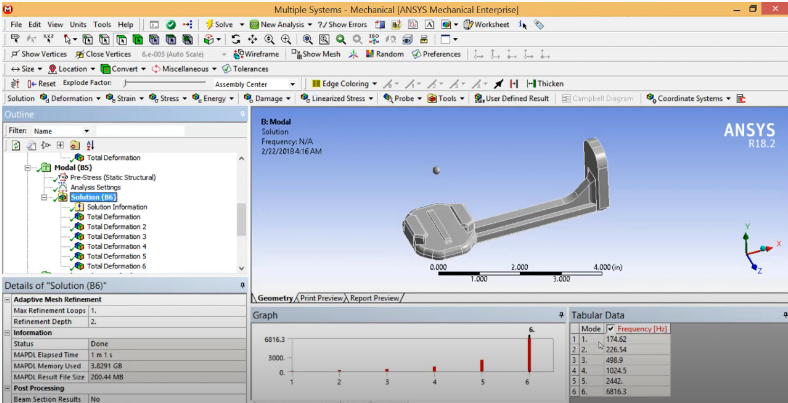 Multiple Systems - Mechanical [ANSYS Mechanical Enterprise]
File Edit View Units Tools Help Solve New Analysis ?/ Show Errors Worksheet
Show Vertices Close Vertices 6.e-003 (Auto Scale) Wireframe Show Mesh Random Preferences
Size Location Convert Miscellaneous Tolerances
Reset Explode Factor: Assembly Center Edge Coloring Thicken
Solution Deformation Strain Stress Energy Damage Linearized Stress Probe Tools User Defined Result Campbell Diagram Coordinate Systems
Outline
Filter: Name
Total Deformation
Modal (B5)
Pre-Stress (Static Structural)
Analysis Settings
Solution (B6)
Solution Information
Total Deformation
Total Deformation 2
Total Deformation 3
Total Deformation 4
Total Deformation 5
Total Deformation 6
Details of "Solution (B6)"
Adaptive Mesh Refinement
Max Refinement Loops 1.
Refinement Depth 2.
Information
Status Done
MAPDL Elapsed Time 1 m 1 s
MAPDL Memory Used 3.8291 GB
MAPDL Result File Size 200.44 MB
Post Processing
Beam Section Results No
B: Modal
Solution
Frequency: N/A
2/22/2018 4:16 AM
ANSYS
R18.2
Y
X
Z
0.000 2.000 4.000 (in)
1.000 3.000
Geometry Print Preview Report Preview
Graph
6.
6816.3
3000.
0.
1 2 3 4 5 6
Tabular Data
Mode Frequency [Hz]
1 1. 174.62
2 2. 226.54
3 3. 498.9
4 4. 1024.5
5 5. 2442.
6 6. 6816.3